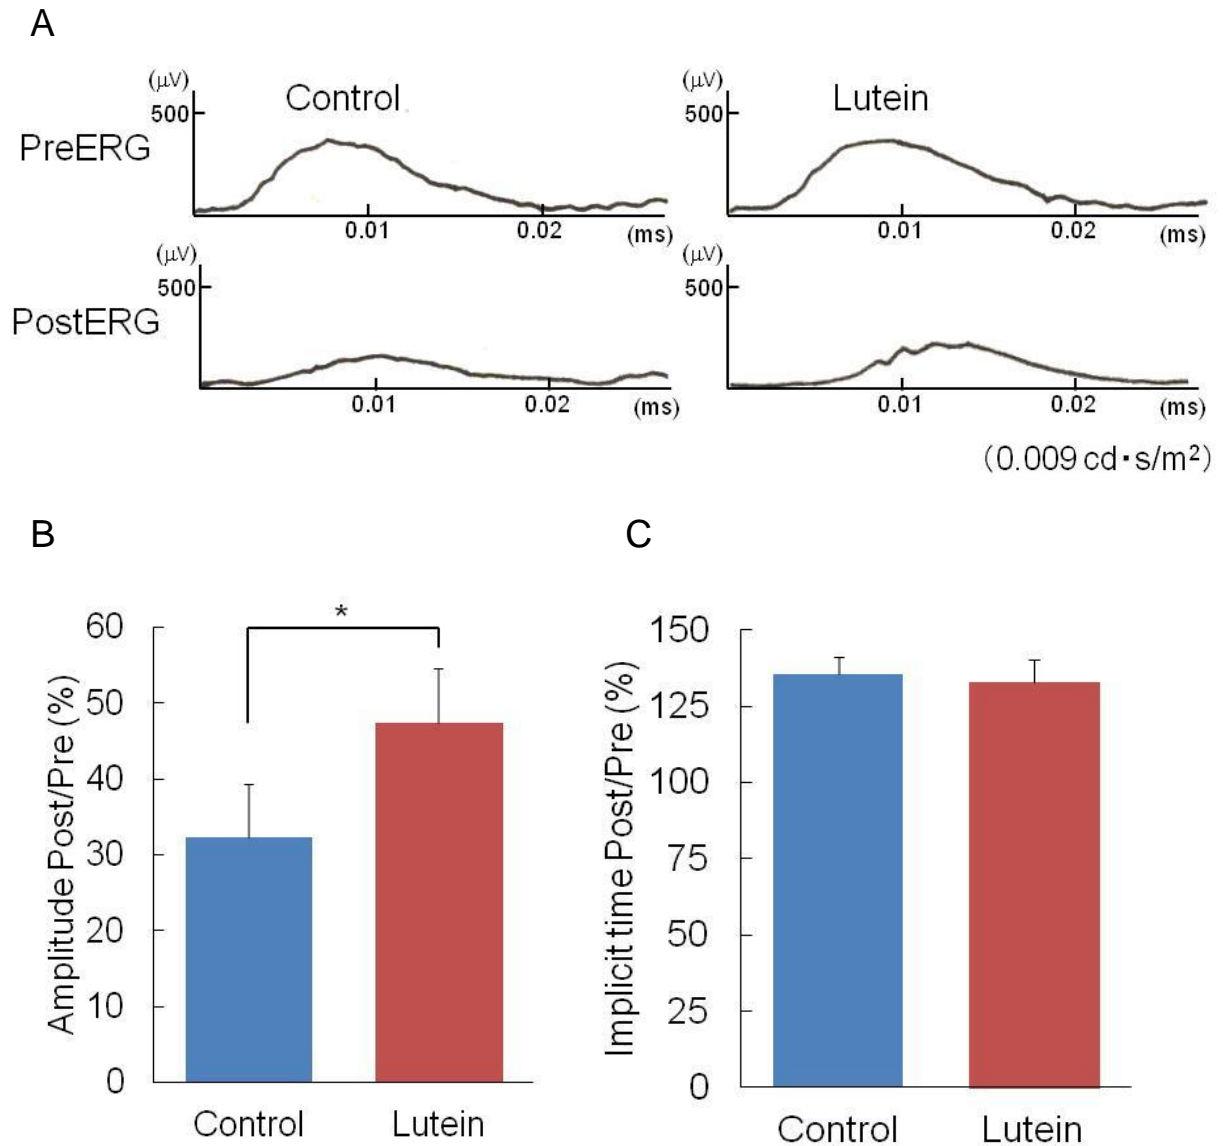 A
(μV)
500
Control
PreERG
0.01
0.02
(ms)
(μV)
500
Lutein
0.01
0.02
(ms)
(μV)
500
PostERG
0.01
0.02
(ms)
(μV)
500
0.01
0.02
(ms)
(0.009 cd・s/m²)
B
*
Amplitude Post/Pre (%)
60
50
40
30
20
10
0
Control
Lutein
C
Implicit time Post/Pre (%)
150
125
100
75
50
25
0
Control
Lutein